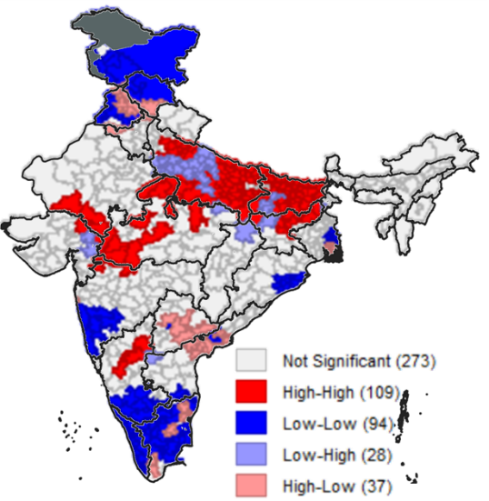 Not Significant (273)
High-High (109)
Low-Low (94)
Low-High (28)
High-Low (37)